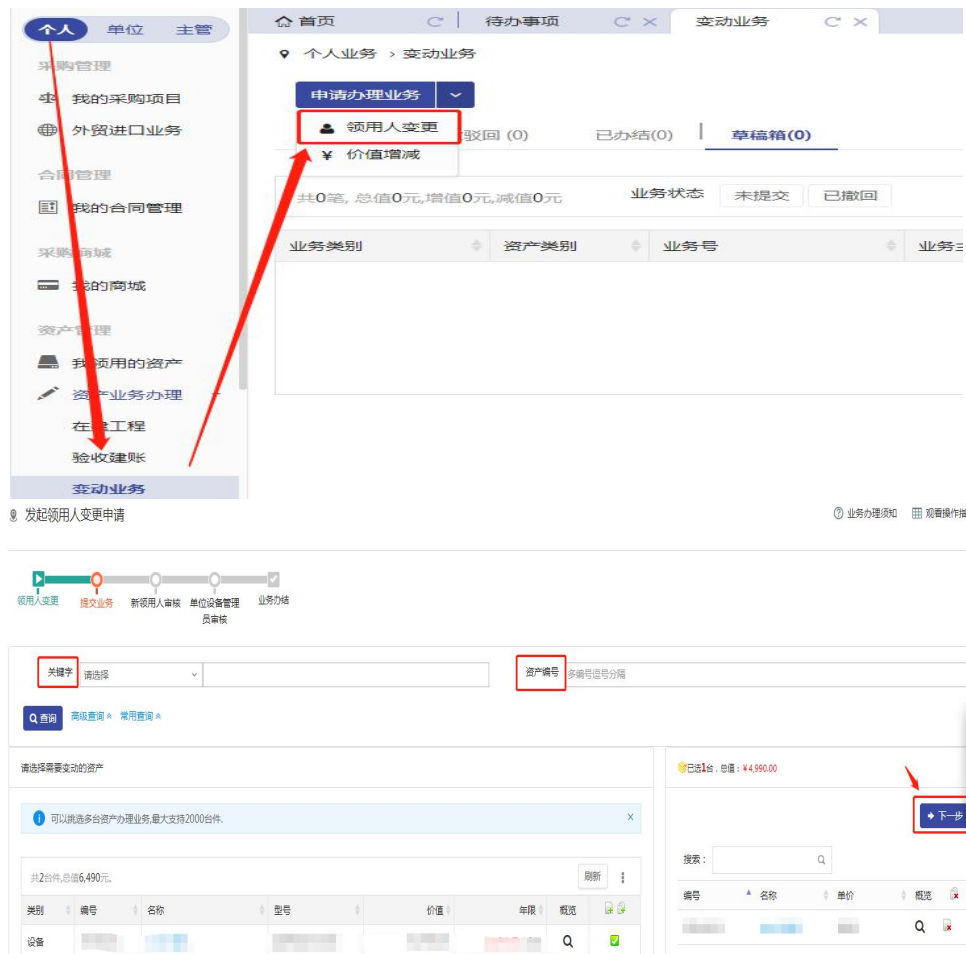 个人 单位 主管
采购管理
我的采购项目
外贸进口业务
合同管理
我的合同管理
采购商城
我的商城
资产管理
我领用的资产
资产业务办理
在建工程
验收建账
变动业务
首页 待办事项 变动业务
个人业务 > 变动业务
申请办理业务
领用人变更
价值增减
驳回 (0) 已办结(0) 草稿箱(0)
共0笔, 总值0元,增值0元,减值0元 业务状态 未提交 已撤回
业务类别 资产类别 业务号 业务主
发起领用人变更申请 业务办理须知 观看操作指
领用人变更 提交业务 新领用人审核 单位设备管理 业务办结
员审核
关键字 请选择 资产编号 多编号逗号分隔
查询 高级查询 常用查询
请选择需要变动的资产
可以挑选多台资产办理业务,最大支持2000台件. X
共2台件,总值6,490元。 刷新
类别 编号 名称 型号 价值 年限 概览
设备
已选1台 , 总值 : ¥4,990.00
下一步
搜索 :
编号 名称 单价 概览